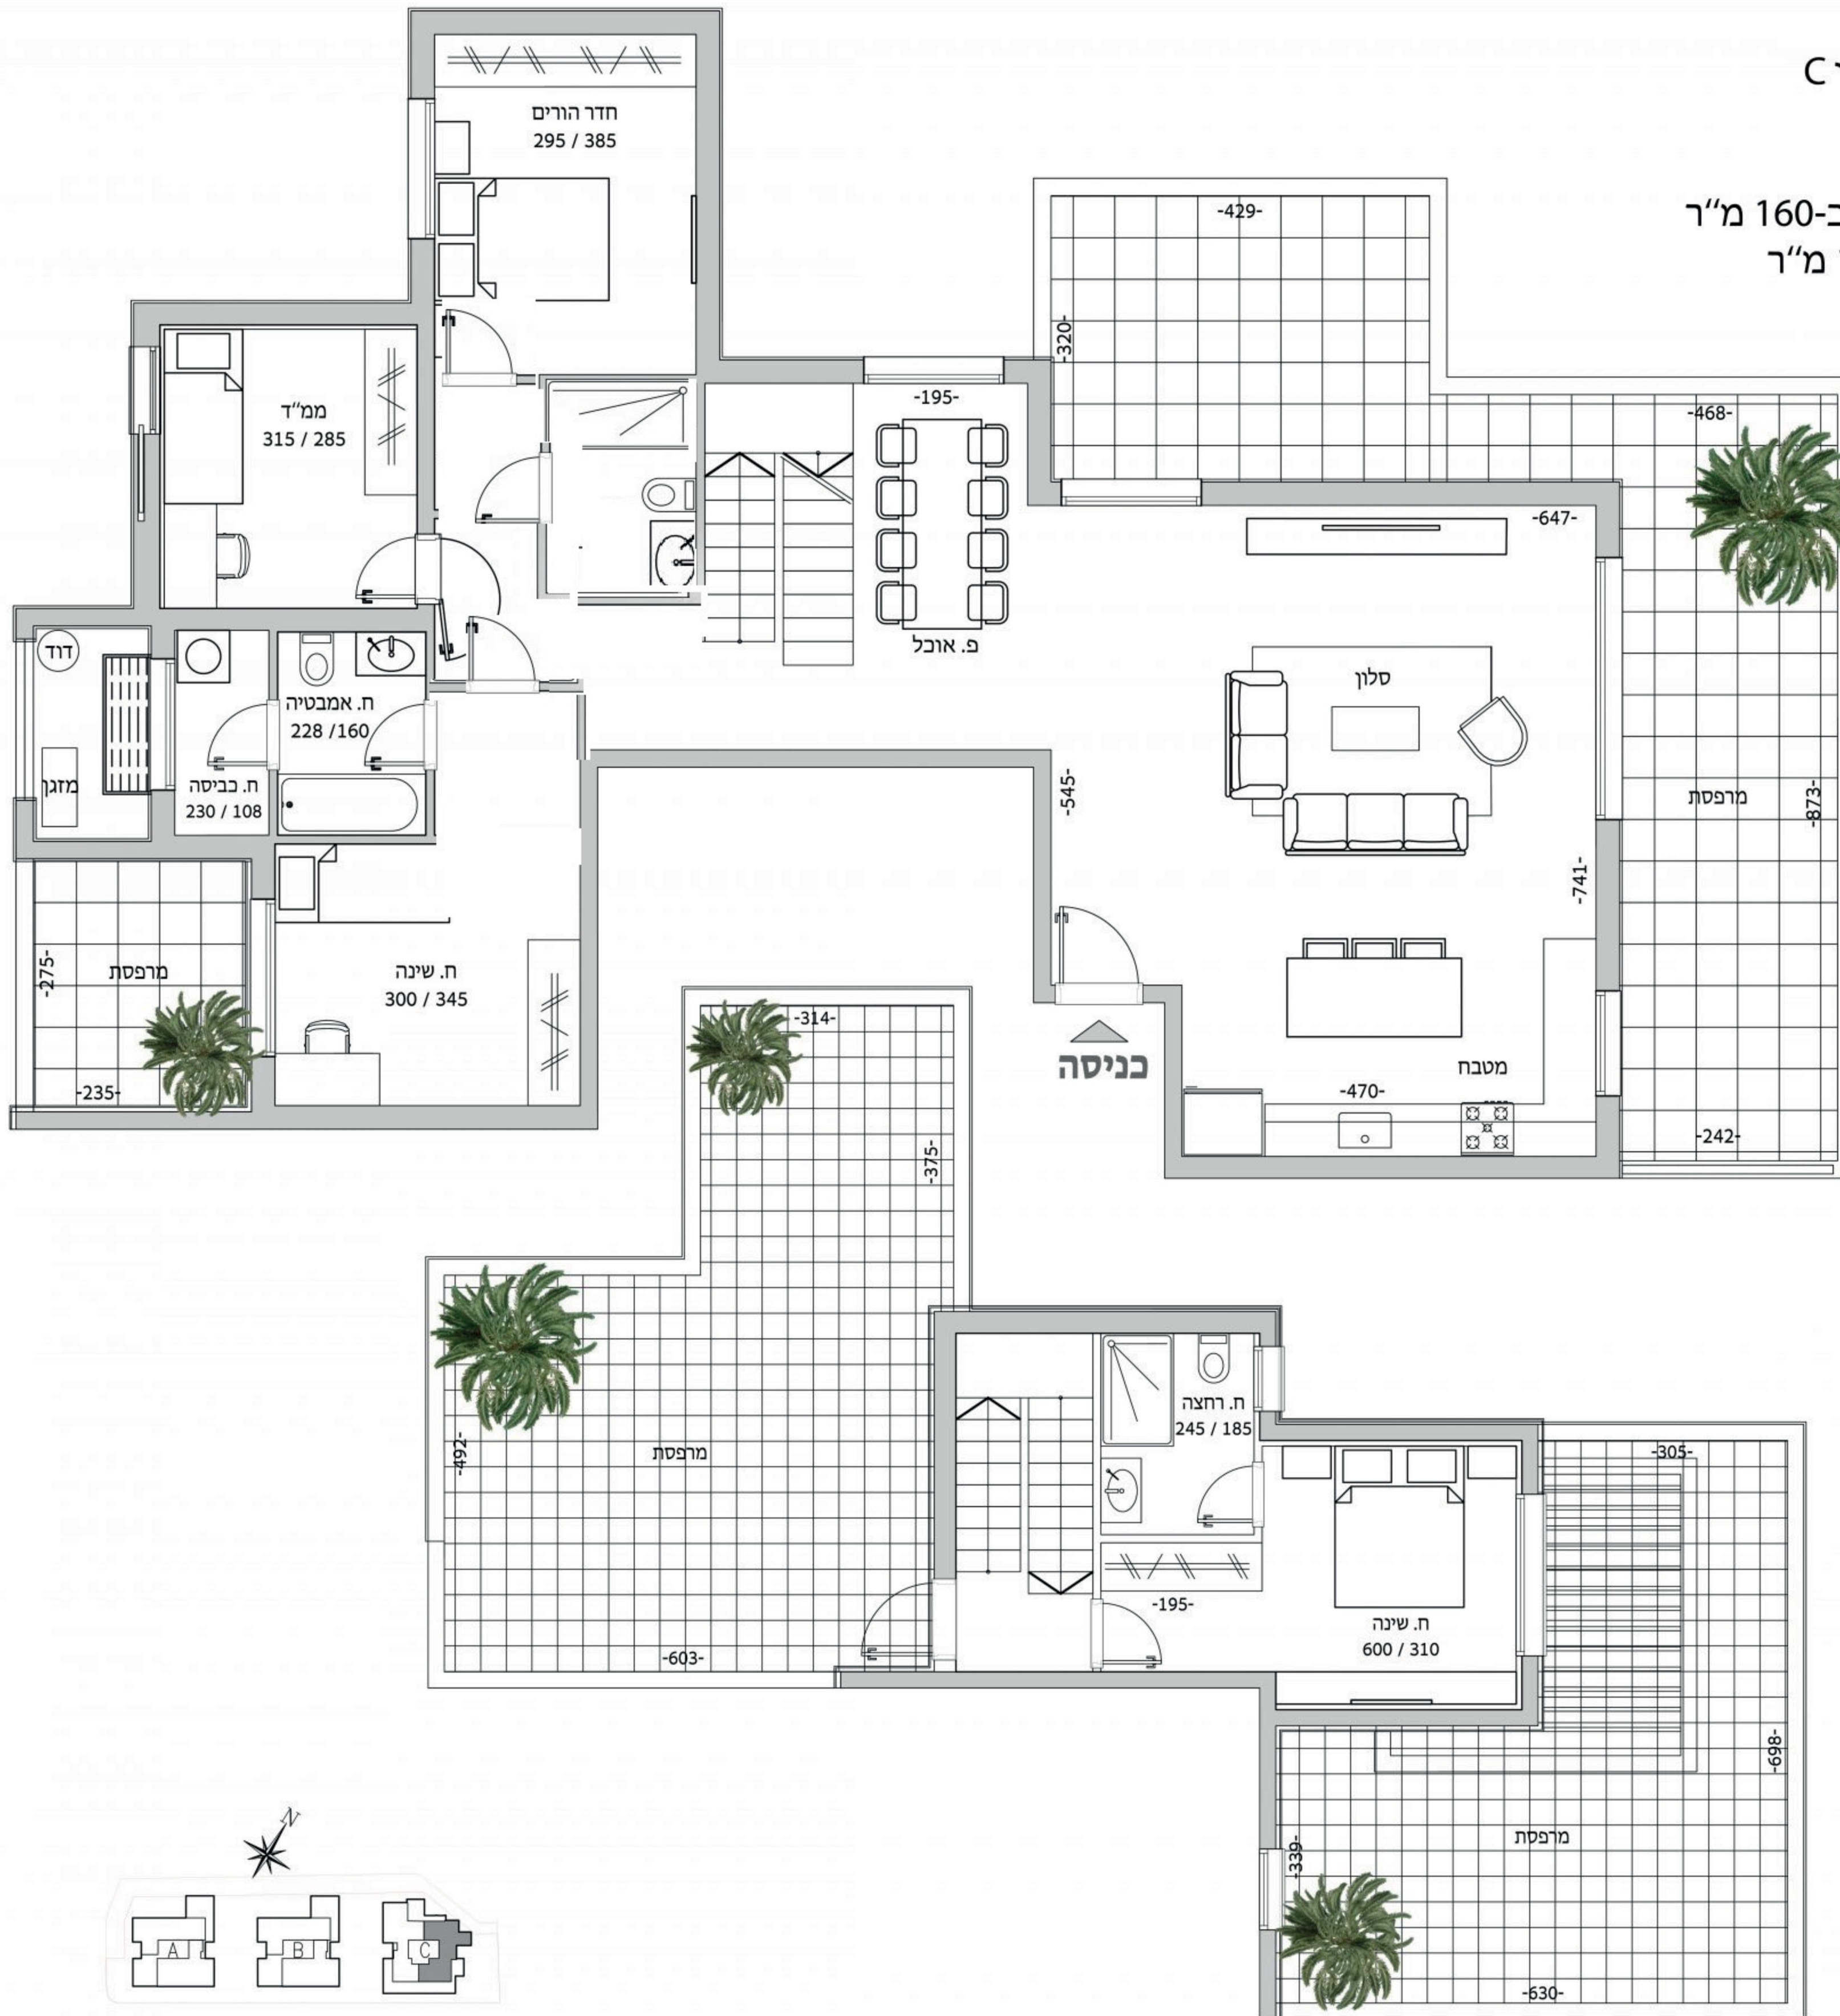 C
ב-160 מ״ר
מ״ר
חדר הורים
295 / 385
-429-
-320-
-468-
ממ״ד
315 / 285
-195-
-647-
פ. אוכל
סלון
דוד
ח. אמבטיה
228 /160
מזגן
ח. כביסה
230 / 108
-545-
מרפסת
-873-
-741-
-275-
מרפסת
-235-
ח. שינה
300 / 345
כניסה
מטבח
-470-
-242-
-314-
-375-
-492-
מרפסת
-603-
ח. רחצה
245 / 185
-195-
ח. שינה
600 / 310
-305-
-698-
-339-
מרפסת
-630-
N
A
B
C